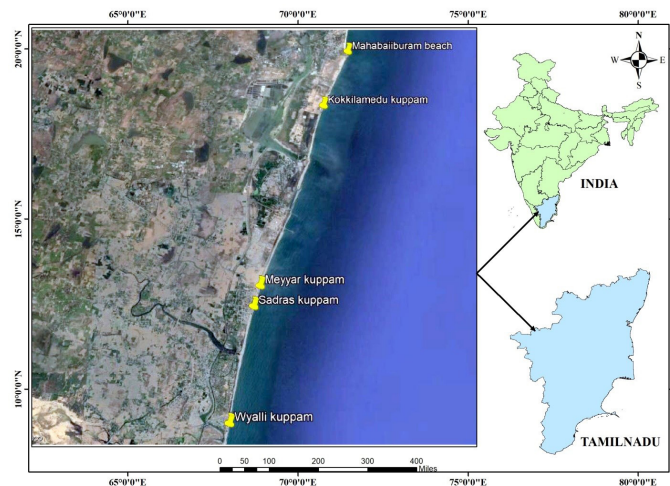 65°0'0"E 70°0'0"E 75°0'0"E 80°0'0"E
20°0'0"N
15°0'0"N
10°0'0"N
Mahabaiiburam beach
Kokkilamedu kuppam
Meyyar kuppam
Sadras kuppam
Wyalli kuppam
N
W E
S
INDIA
TAMILNADU
0 50 100 200 300 400
Miles
65°0'0"E 70°0'0"E 75°0'0"E 80°0'0"E